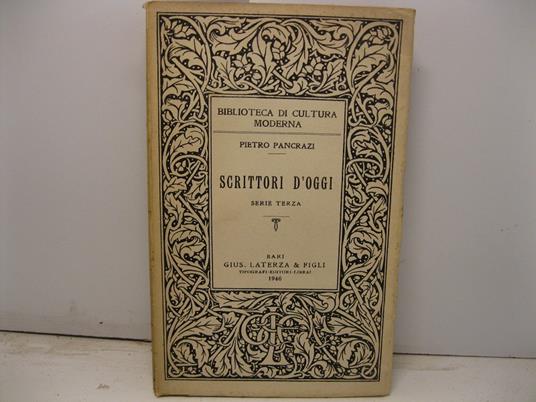 BIBLIOTECA DI CULTURA
MODERNA
PIETRO PANCRAZI
SCRITTORI D'OGGI
SERIE TERZA
BARI
GIUS. LATERZA & FIGLI
TIPOGRAFI-EDITORI-LIBRAI
1946